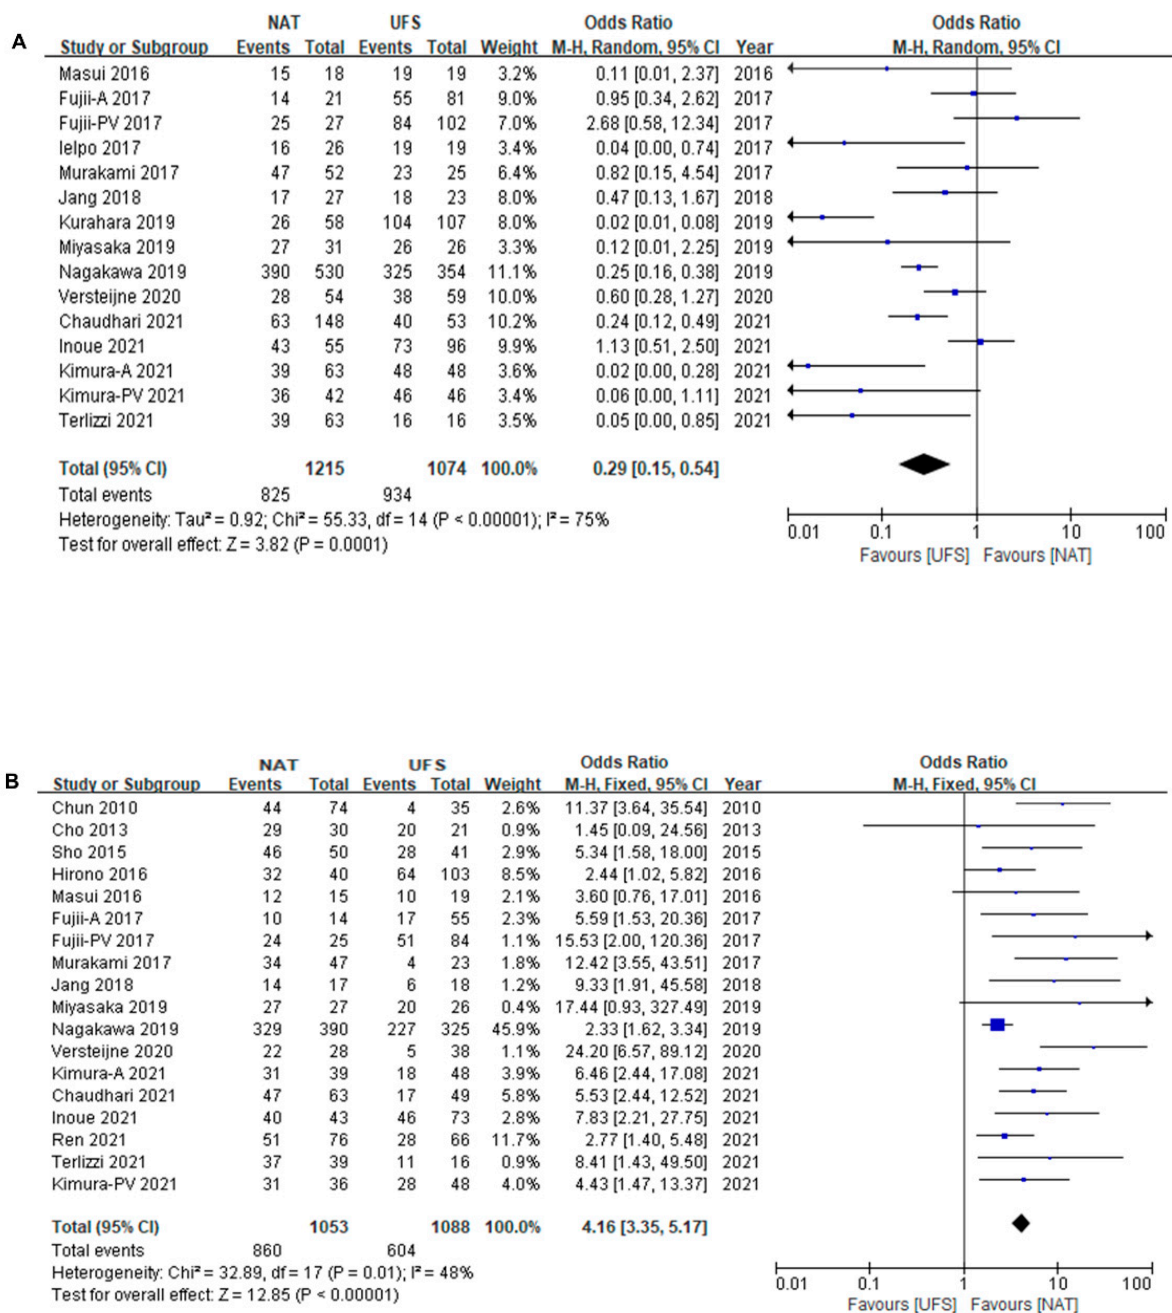 NAT UFS Odds Ratio Odds Ratio
A Study or Subgroup Events Total Events Total Weight M-H, Random, 95% CI Year M-H, Random, 95% CI
Masui 2016 15 18 19 19 3.2% 0.11 [0.01, 2.37] 2016
Fujii-A 2017 14 21 55 81 9.0% 0.95 [0.34, 2.62] 2017
Fujii-PV 2017 25 27 84 102 7.0% 2.68 [0.58, 12.34] 2017
Ielpo 2017 16 26 19 19 3.4% 0.04 [0.00, 0.74] 2017
Murakami 2017 47 52 23 25 6.4% 0.82 [0.15, 4.54] 2017
Jang 2018 17 27 18 23 8.0% 0.47 [0.13, 1.67] 2018
Kurahara 2019 26 58 104 107 7.8% 0.02 [0.01, 0.08] 2019
Miyasaka 2019 27 31 26 26 3.3% 0.12 [0.01, 2.25] 2019
Nagakawa 2019 390 530 325 354 11.1% 0.25 [0.16, 0.38] 2019
Versteijne 2020 28 54 38 59 10.0% 0.60 [0.28, 1.27] 2020
Chaudhari 2021 63 148 40 53 10.2% 0.24 [0.12, 0.49] 2021
Inoue 2021 43 55 73 96 9.9% 1.13 [0.51, 2.50] 2021
Kimura-A 2021 39 63 48 48 3.6% 0.02 [0.00, 0.28] 2021
Kimura-PV 2021 36 42 46 46 3.4% 0.06 [0.00, 1.11] 2021
Terlizzi 2021 39 63 16 16 3.5% 0.05 [0.00, 0.85] 2021
Total (95% CI) 1215 1074 100.0% 0.29 [0.15, 0.54]
Total events 825 934
Heterogeneity: Tau² = 0.92; Chi² = 55.33, df = 14 (P < 0.00001); I² = 75%
Test for overall effect: Z = 3.82 (P = 0.0001)
0.01 0.1 1 10 100
Favours [UFS] Favours [NAT]
NAT UFS Odds Ratio Odds Ratio
B Study or Subgroup Events Total Events Total Weight M-H, Fixed, 95% CI Year M-H, Fixed, 95% CI
Chun 2010 44 74 4 35 2.6% 11.37 [3.64, 35.54] 2010
Cho 2013 29 30 20 21 0.9% 1.45 [0.09, 24.56] 2013
Sho 2015 46 50 28 41 2.9% 5.34 [1.58, 18.00] 2015
Hirono 2016 32 40 64 103 8.5% 2.44 [1.02, 5.82] 2016
Masui 2016 12 15 10 19 2.1% 3.60 [0.76, 17.01] 2016
Fujii-A 2017 10 14 17 55 2.3% 5.59 [1.53, 20.36] 2017
Fujii-PV 2017 24 25 51 84 1.1% 15.53 [2.00, 120.36] 2017
Murakami 2017 34 47 4 23 1.8% 12.42 [3.55, 43.51] 2017
Jang 2018 14 17 6 18 1.0% 9.33 [1.91, 45.58] 2018
Miyasaka 2019 27 27 20 26 0.4% 17.44 [0.93, 327.49] 2019
Nagakawa 2019 329 390 227 325 45.9% 2.33 [1.62, 3.34] 2019
Versteijne 2020 22 28 5 38 1.1% 24.20 [6.57, 89.12] 2020
Kimura-A 2021 31 39 18 48 3.9% 6.46 [2.44, 17.08] 2021
Chaudhari 2021 47 63 17 49 5.8% 5.53 [2.44, 12.52] 2021
Inoue 2021 40 43 46 73 2.8% 7.83 [2.21, 27.75] 2021
Ren 2021 51 76 28 66 11.7% 2.77 [1.40, 5.48] 2021
Terlizzi 2021 37 39 11 16 0.9% 8.41 [1.43, 49.50] 2021
Kimura-PV 2021 31 36 28 48 4.0% 4.43 [1.47, 13.37] 2021
Total (95% CI) 1053 1088 100.0% 4.16 [3.35, 5.17]
Total events 860 604
Heterogeneity: Chi² = 32.89, df = 17 (P = 0.01); I² = 48%
Test for overall effect: Z = 12.85 (P < 0.00001)
0.01 0.1 1 10 100
Favours [UFS] Favours [NAT]